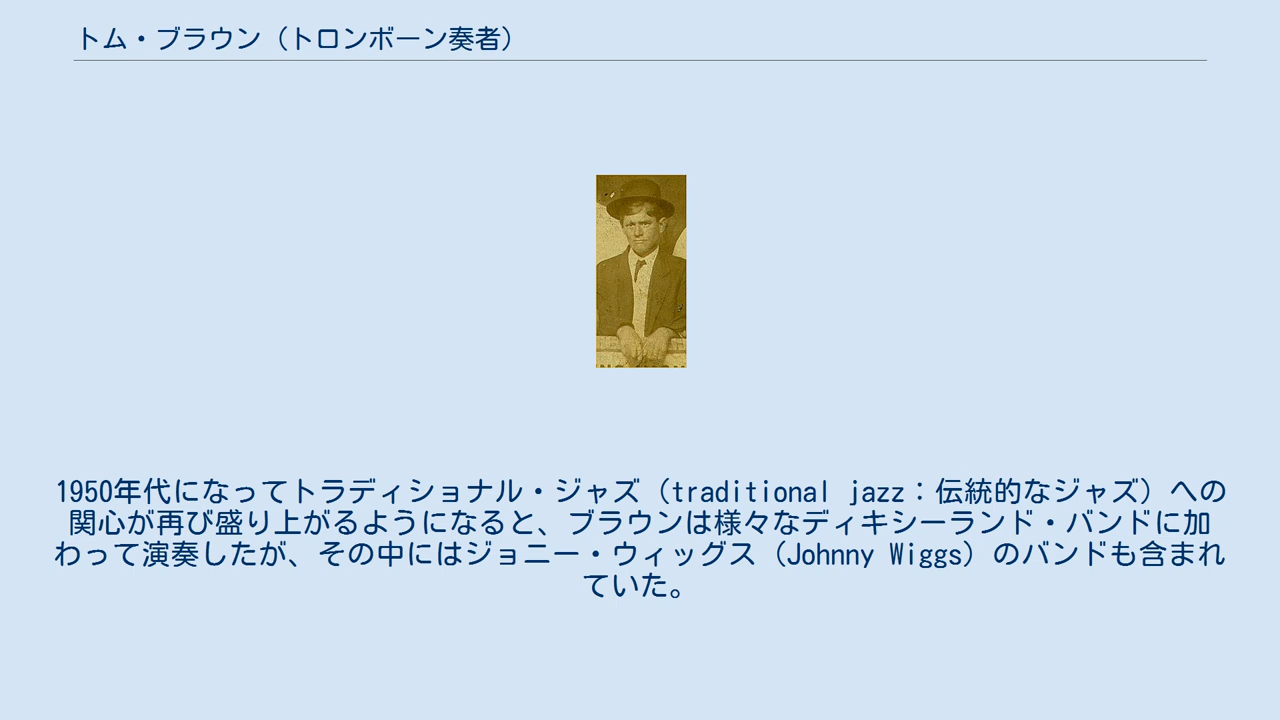 トム・ブラウン（トロンボーン奏者）
1950年代になってトラディショナル・ジャズ（traditional jazz：伝統的なジャズ）への
関心が再び盛り上がるようになると、ブラウンは様々なディキシーランド・バンドに加
わって演奏したが、その中にはジョニー・ウィッグス（Johnny Wiggs）のバンドも含まれ
ていた。